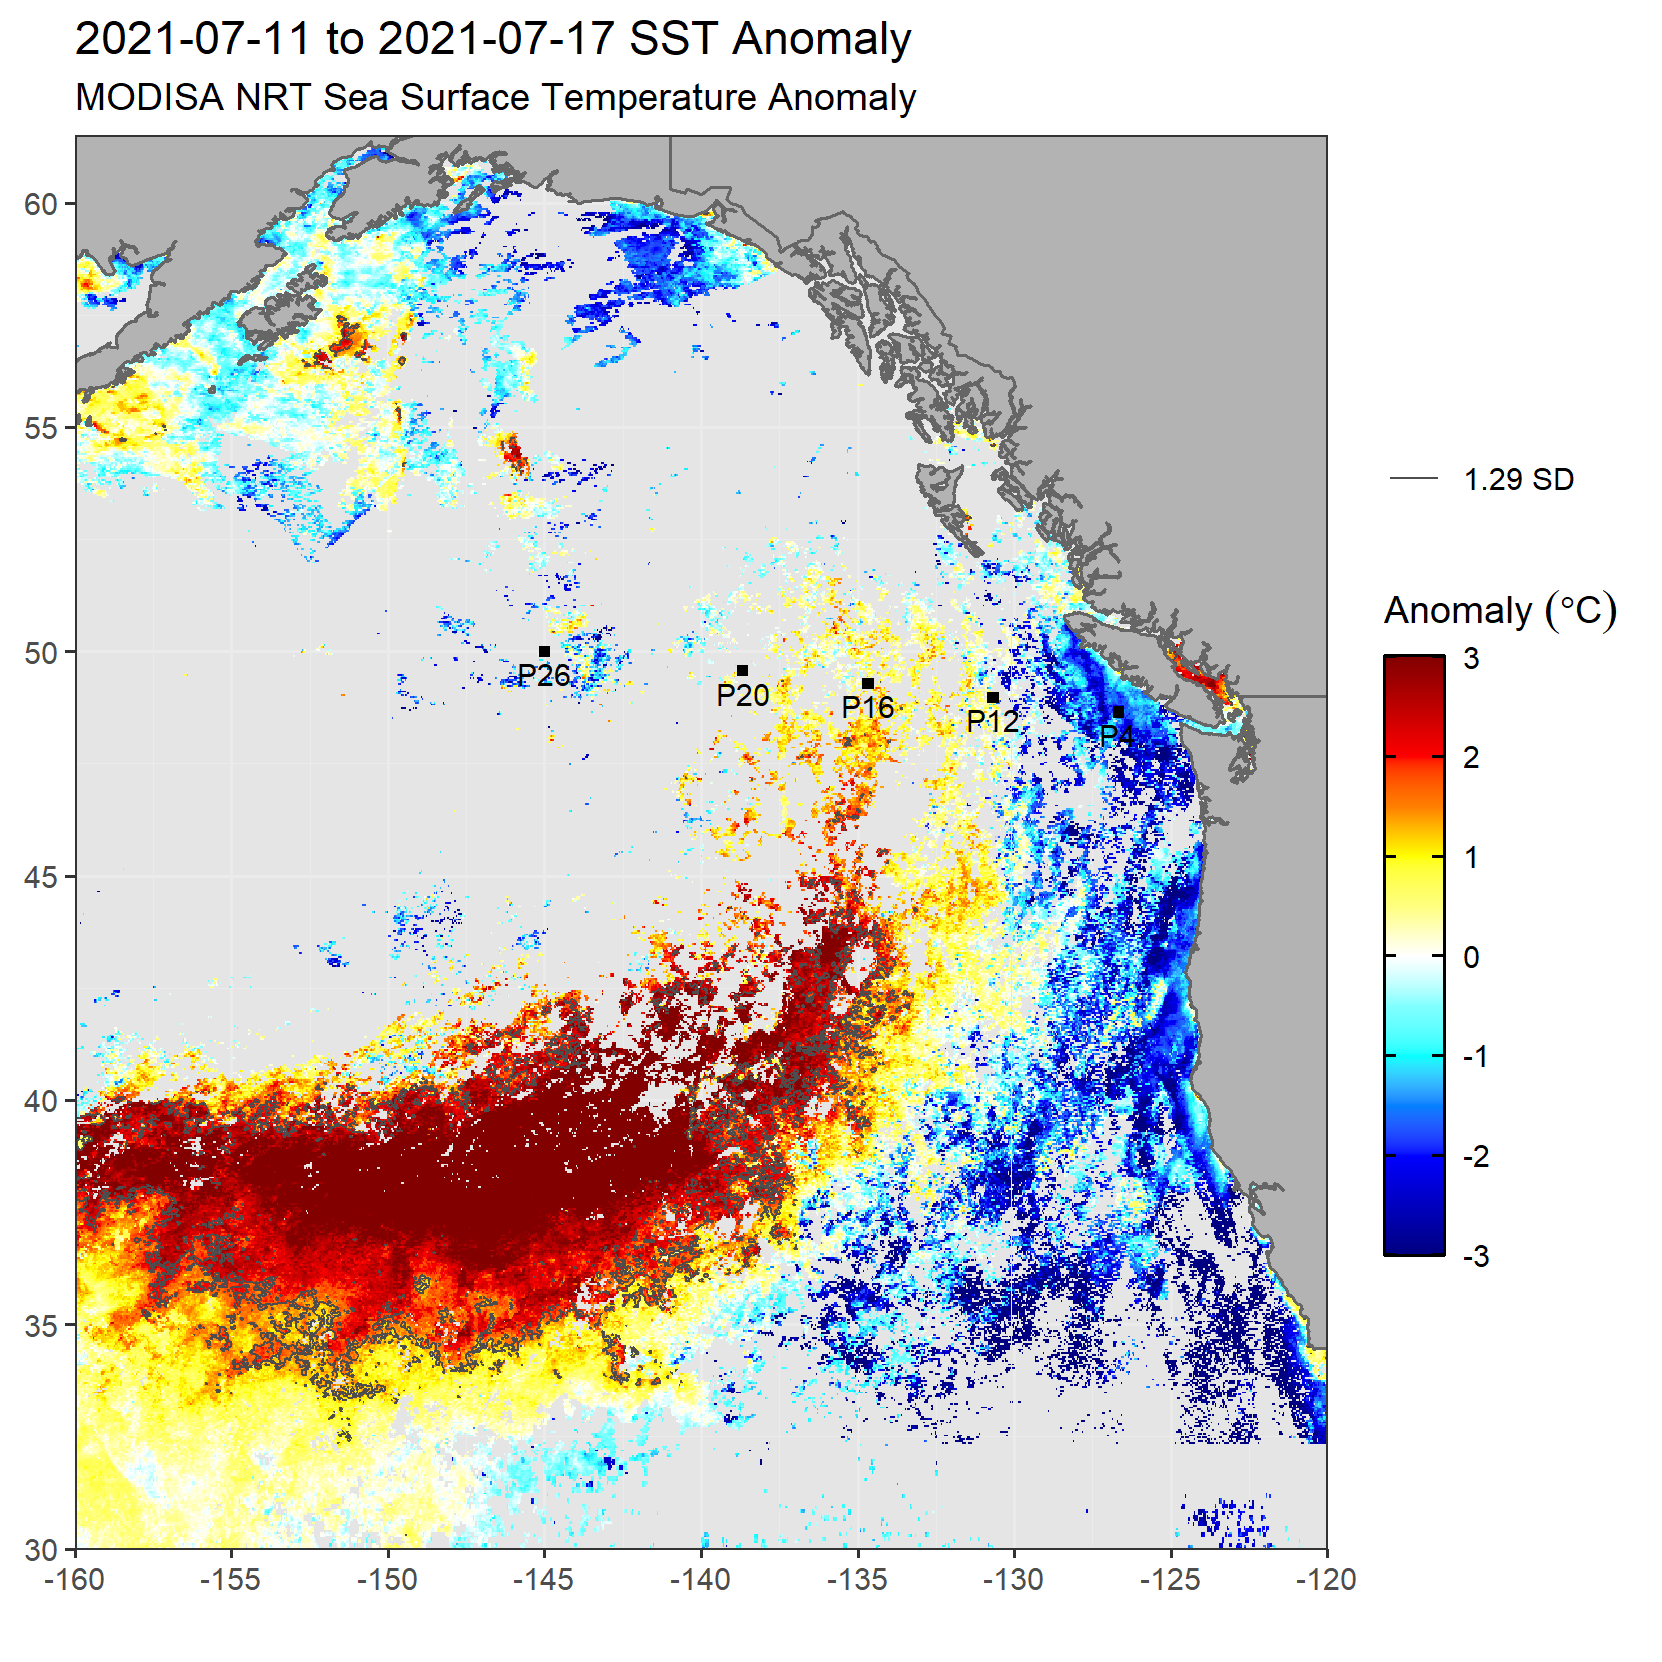 2021-07-11 to 2021-07-17 SST Anomaly
MODISA NRT Sea Surface Temperature Anomaly
60
55
50
45
40
35
30
-160
-155
-150
-145
-140
-135
-130
-125
-120
P26
P20
P16
P12
P4
1.29 SD
Anomaly (°C)
3
2
1
0
-1
-2
-3